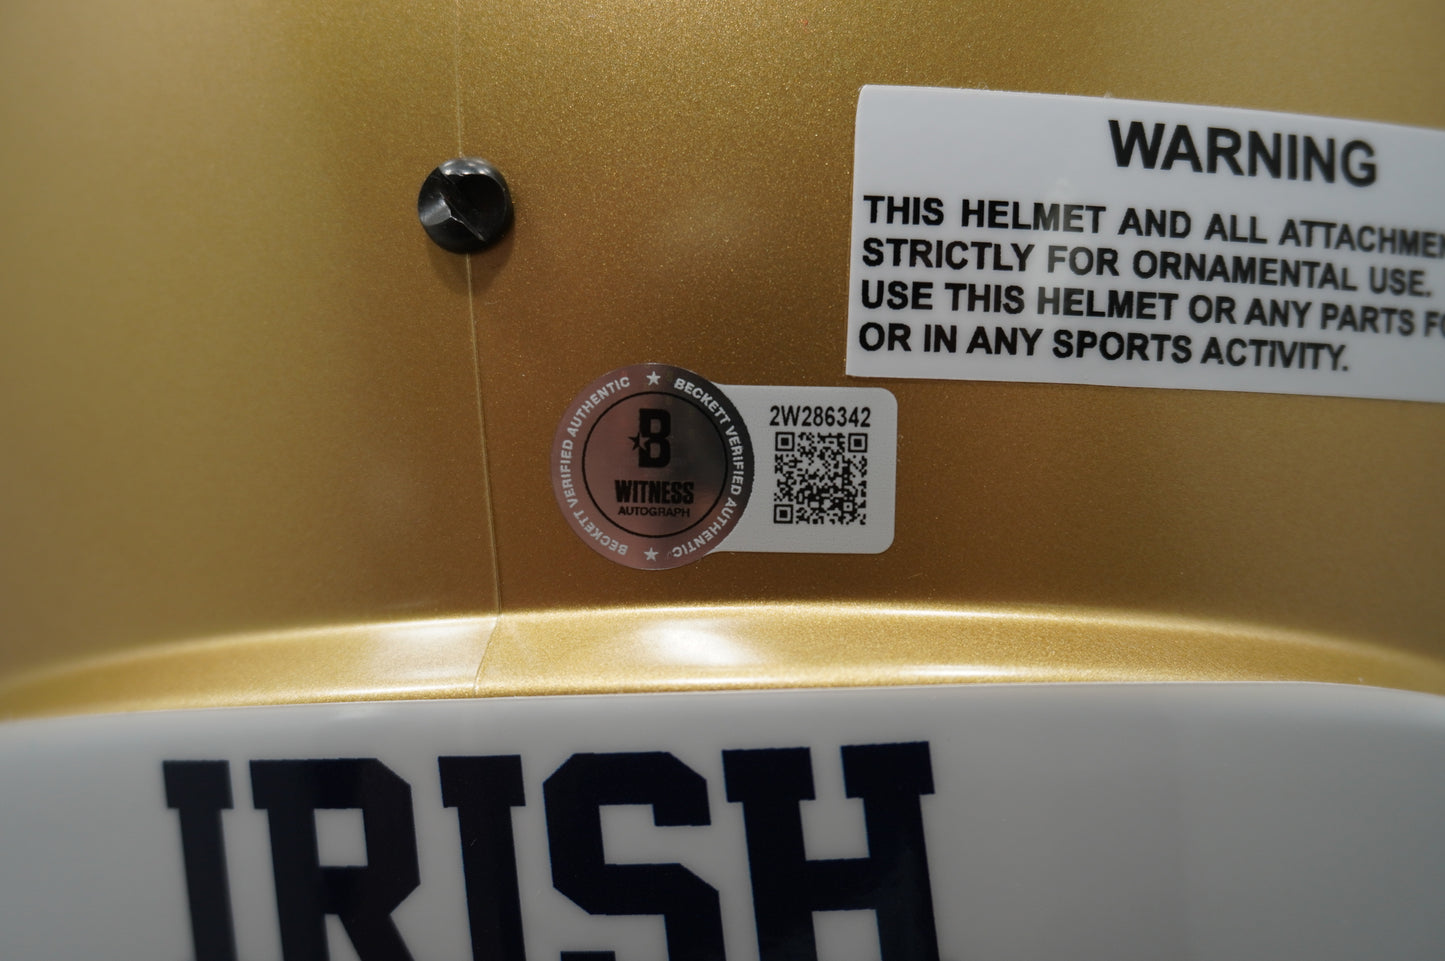 WARNING
THIS HELMET AND ALL
STRICTLY FOR ORNAMENTAL USE.
USE THIS HELMET OR ANY PARTS
OR IN ANY SPORTS ACTIVITY.
BECKETT VERIFIED AUTHENTIC ★ BECKETT VERIFIED AUTHENTIC ★
B
WITNESS
AUTOGRAPH
2W286342
IRISH